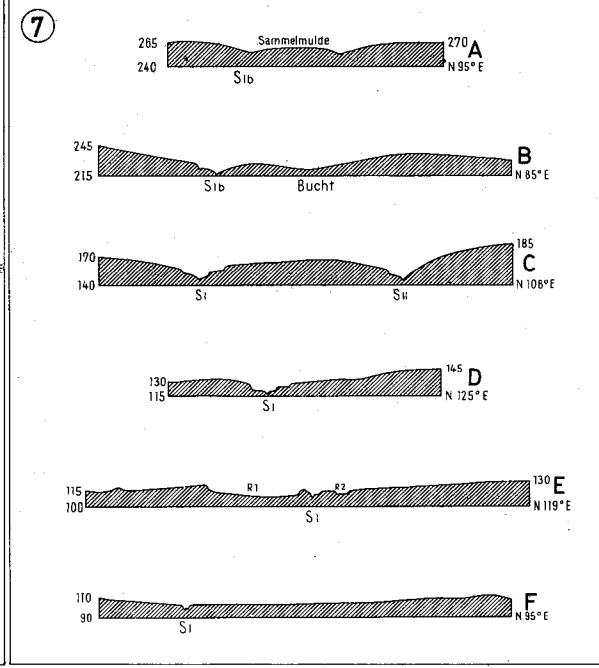 7
265 Sammelmulde 270 A
240 N 95° E
SIb
245 B
215 N 85° E
SIb Bucht
185
170 C
140 N 108° E
SI SII
145 D
130
115 N 125° E
SI
115 R1 R2 130 E
100 N 119° E
SI
110 F
90 N 95° E
SI